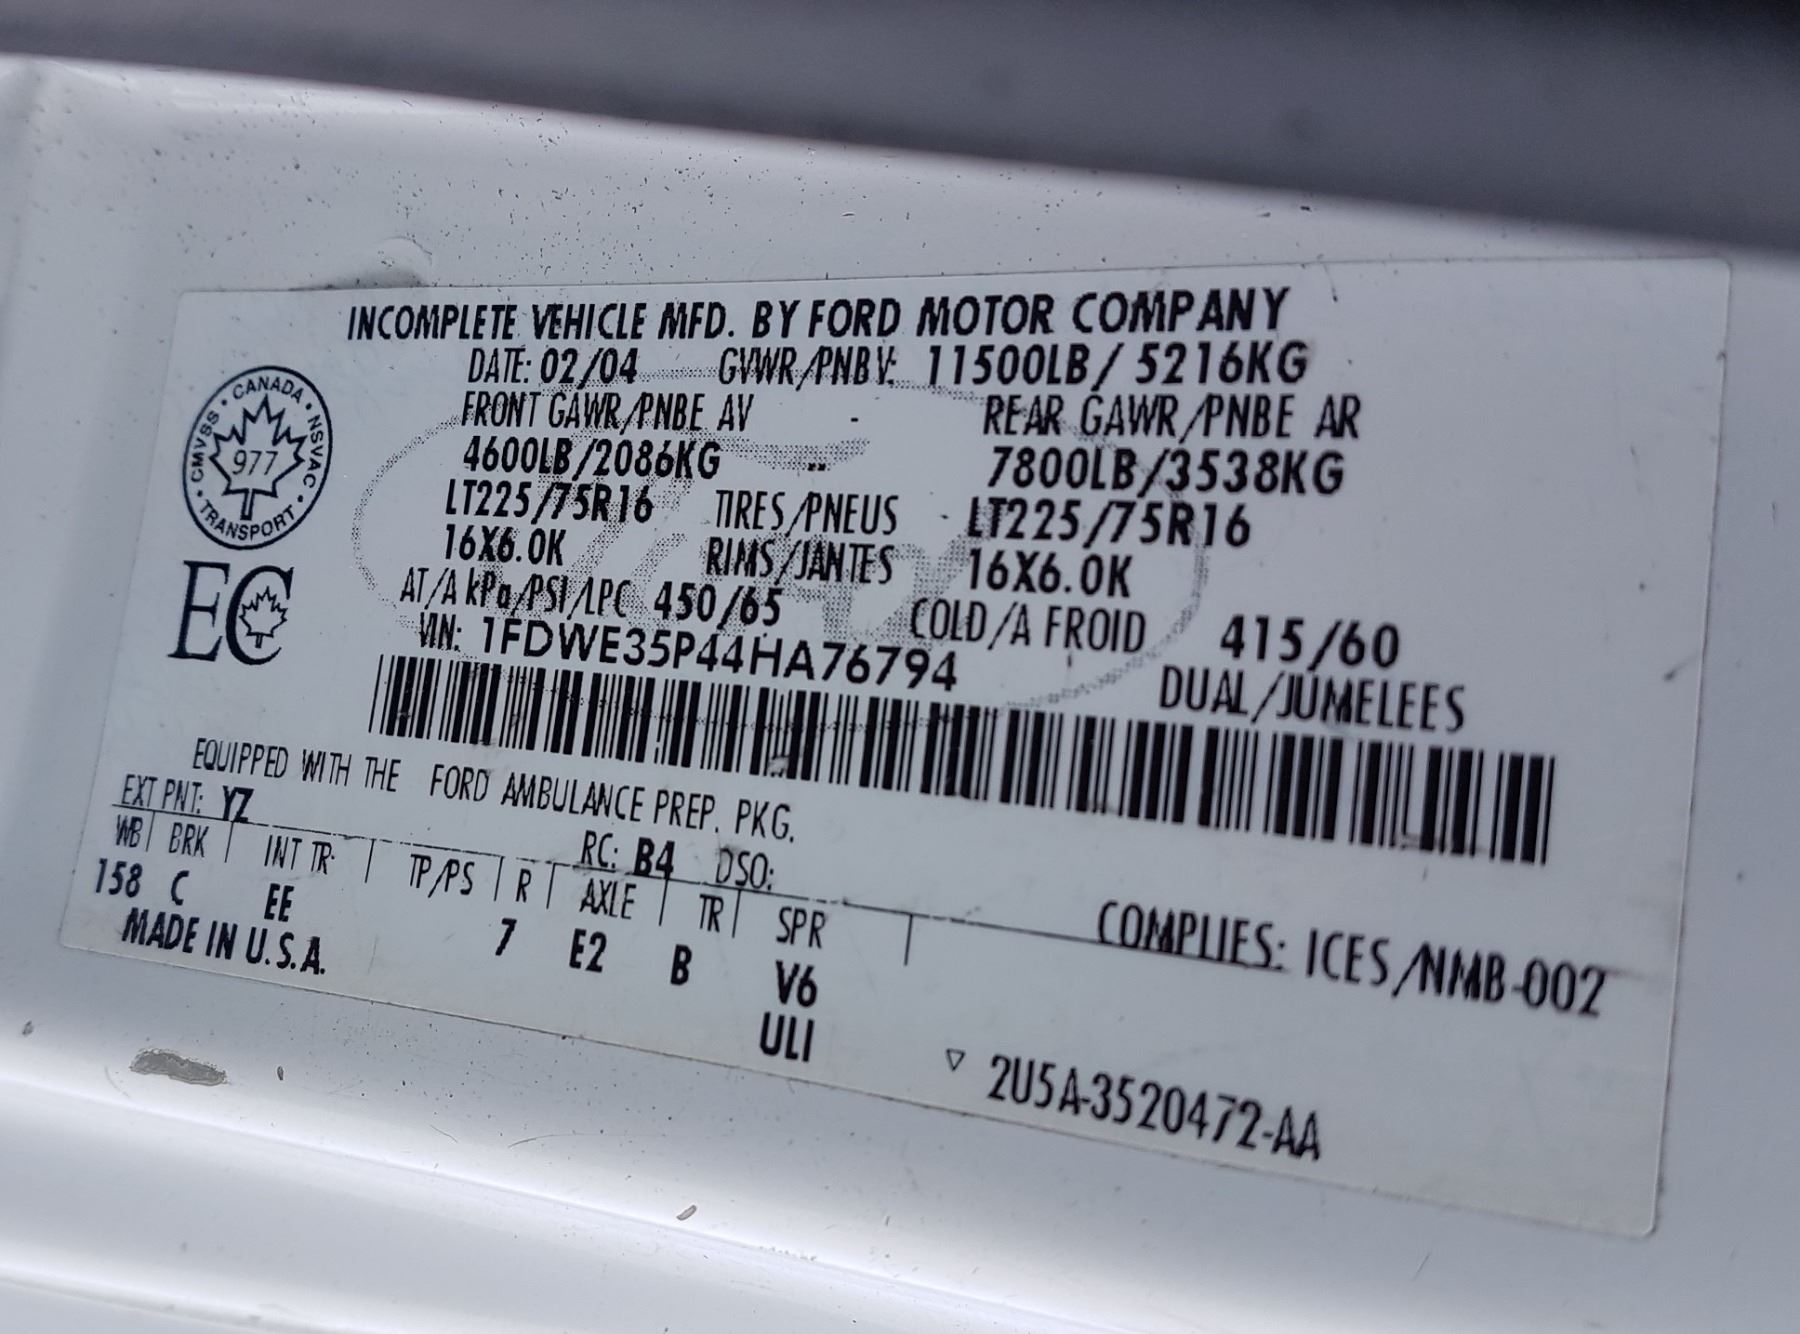 INCOMPLETE VEHICLE MFD. BY FORD MOTOR COMPANY
DATE: 02/04 GVWR/PNBV: 11500LB/ 5216KG
FRONT GAWR/PNBE AV - REAR GAWR/PNBE AR
4600LB/2086KG 7800LB/3538KG
LT225/75R16 TIRES/PNEUS - LT225/75R16
16X6.0K RIMS/JANTES 16X6.0K
AT/A kPa/PSI/LPC 450/65 COLD/A FROID 415/60
VIN: 1FDWE35P44HA76794 DUAL/JUMELEES
CANADA
CMVSS · NSVAC
977
TRANSPORT
EC
EQUIPPED WITH THE FORD AMBULANCE PREP. PKG.
EXT PNT: YZ RC: B4 DSO:
WB BRK INT TR TP/PS R AXLE TR SPR
158 C EE 7 E2 B V6
ULI
MADE IN U.S.A.
COMPLIES: ICES/NMB-002
▽ 2U5A-3520472-AA